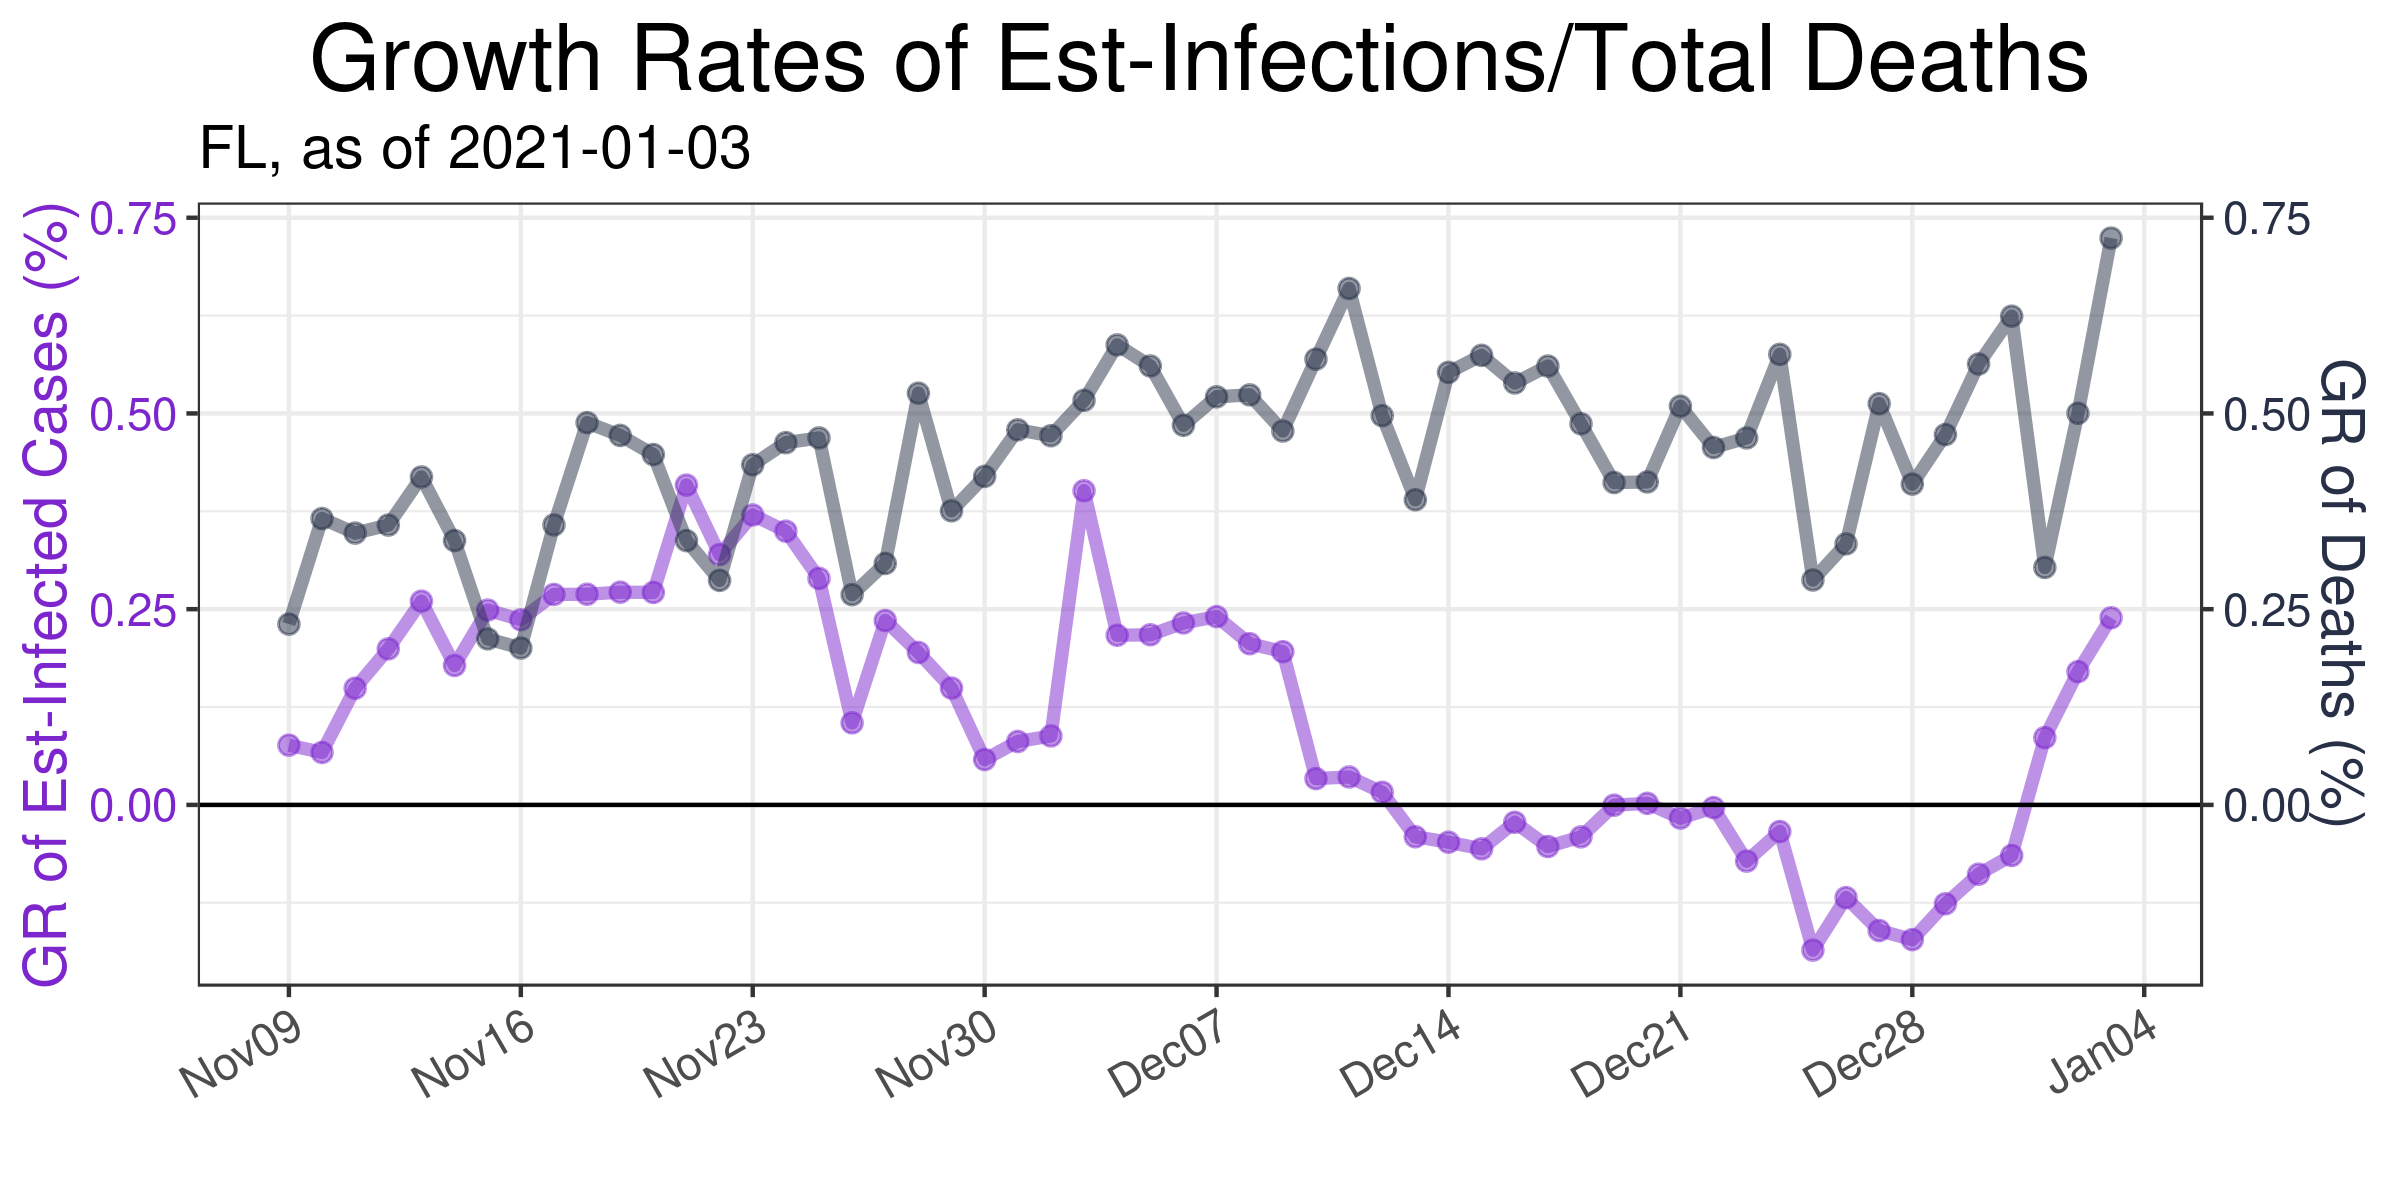 Growth Rates of Est-Infections/Total Deaths
FL, as of 2021-01-03
GR of Est-Infected Cases (%)
0.75
0.50
0.25
0.00
0.75
0.50
0.25
0.00
GR of Deaths (%)
Nov09
Nov16
Nov23
Nov30
Dec07
Dec14
Dec21
Dec28
Jan04